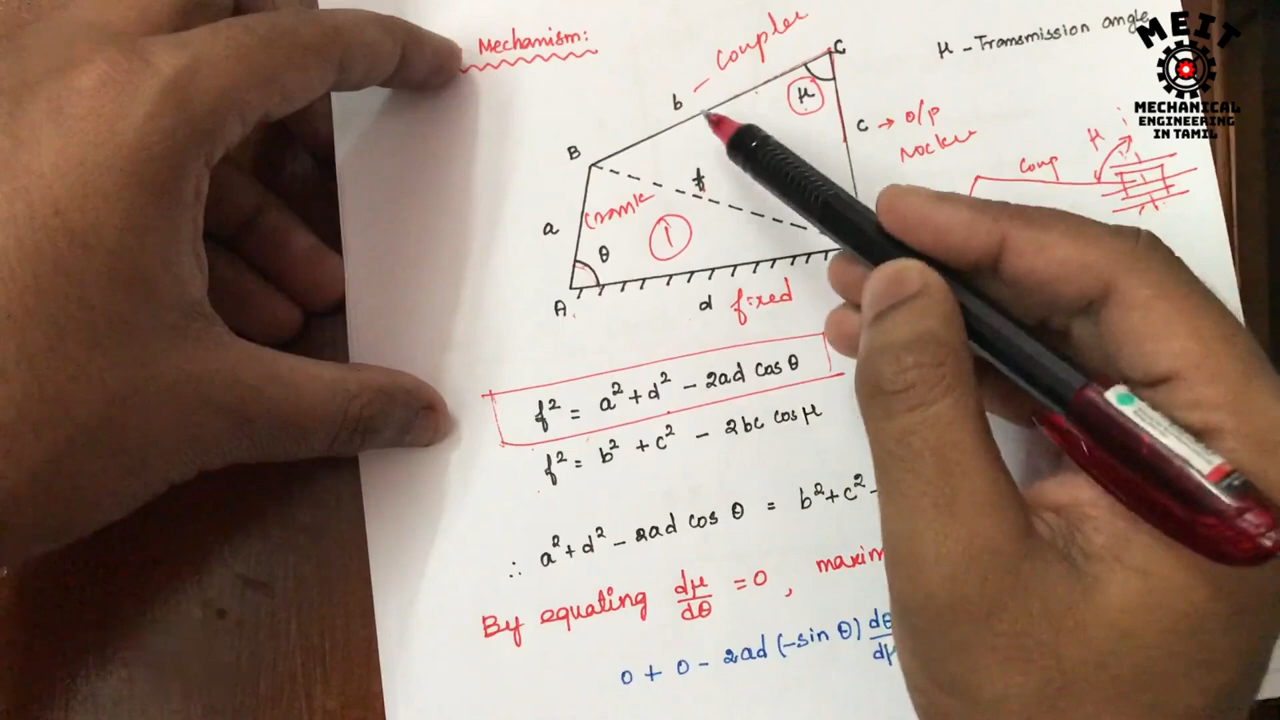 Mechanism:
coupler
C
μ - Transmission angle
MEIT
MECHANICAL
ENGINEERING
IN TAMIL
b
μ
c → o/p
Coup
μ
B
f
a
crank
1
θ
A
d fixed
f² = a² + d² - 2ad cos θ
f² = b² + c² - 2bc cos μ
∴ a² + d² - 2ad cos θ = b² + c² -
By equating dμ/dθ = 0,
0 + 0 - 2ad (-sin θ) dθ/dμ